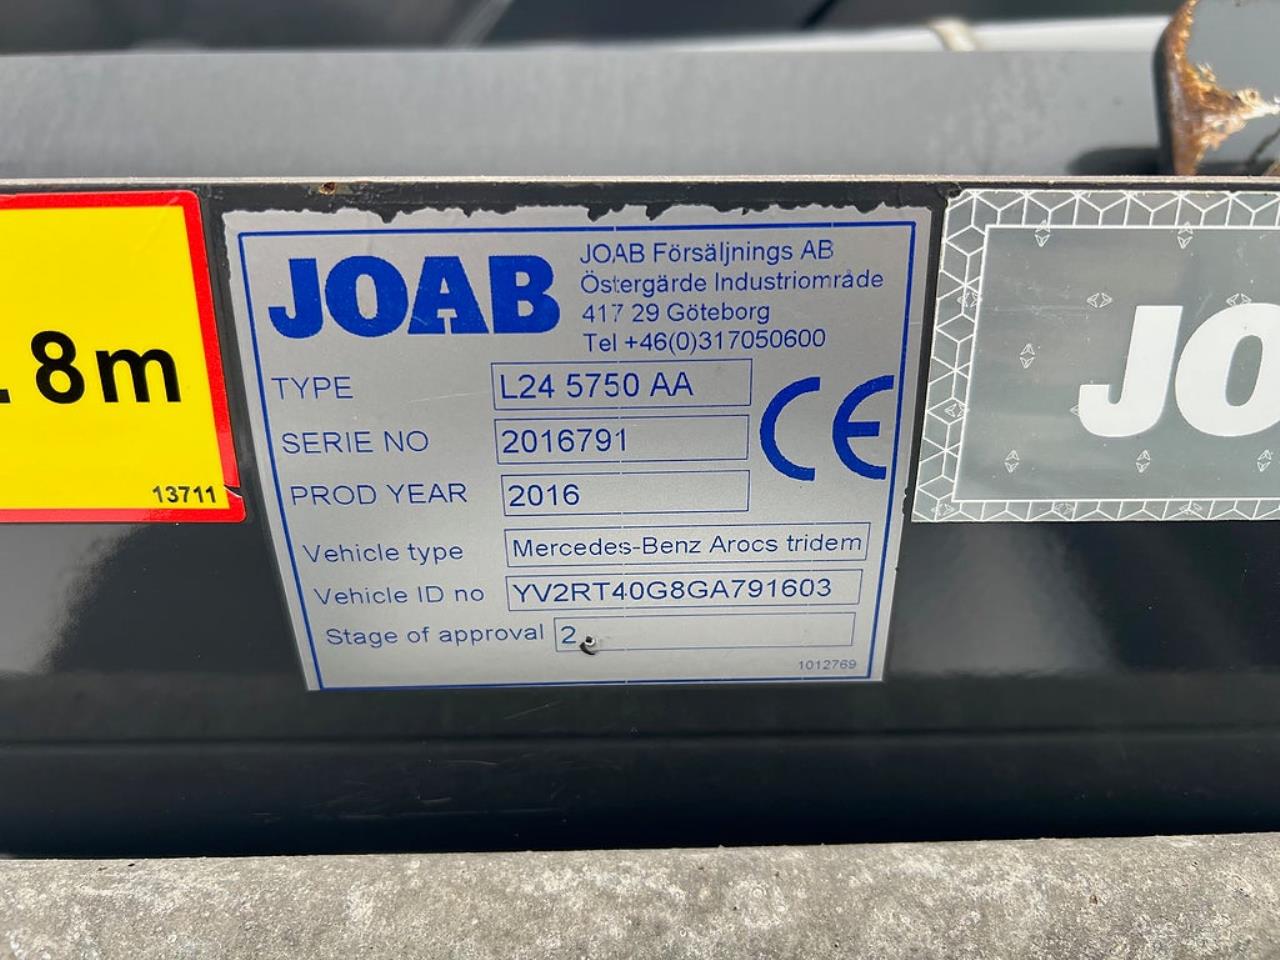 .8m
13711
JOAB
JOAB Försäljnings AB
Östergärde Industriområde
417 29 Göteborg
Tel +46(0)317050600
TYPE L24 5750 AA
SERIE NO 2016791
PROD YEAR 2016
CE
Vehicle type Mercedes-Benz Arocs tridem
Vehicle ID no YV2RT40G8GA791603
Stage of approval 2
1012769
JO